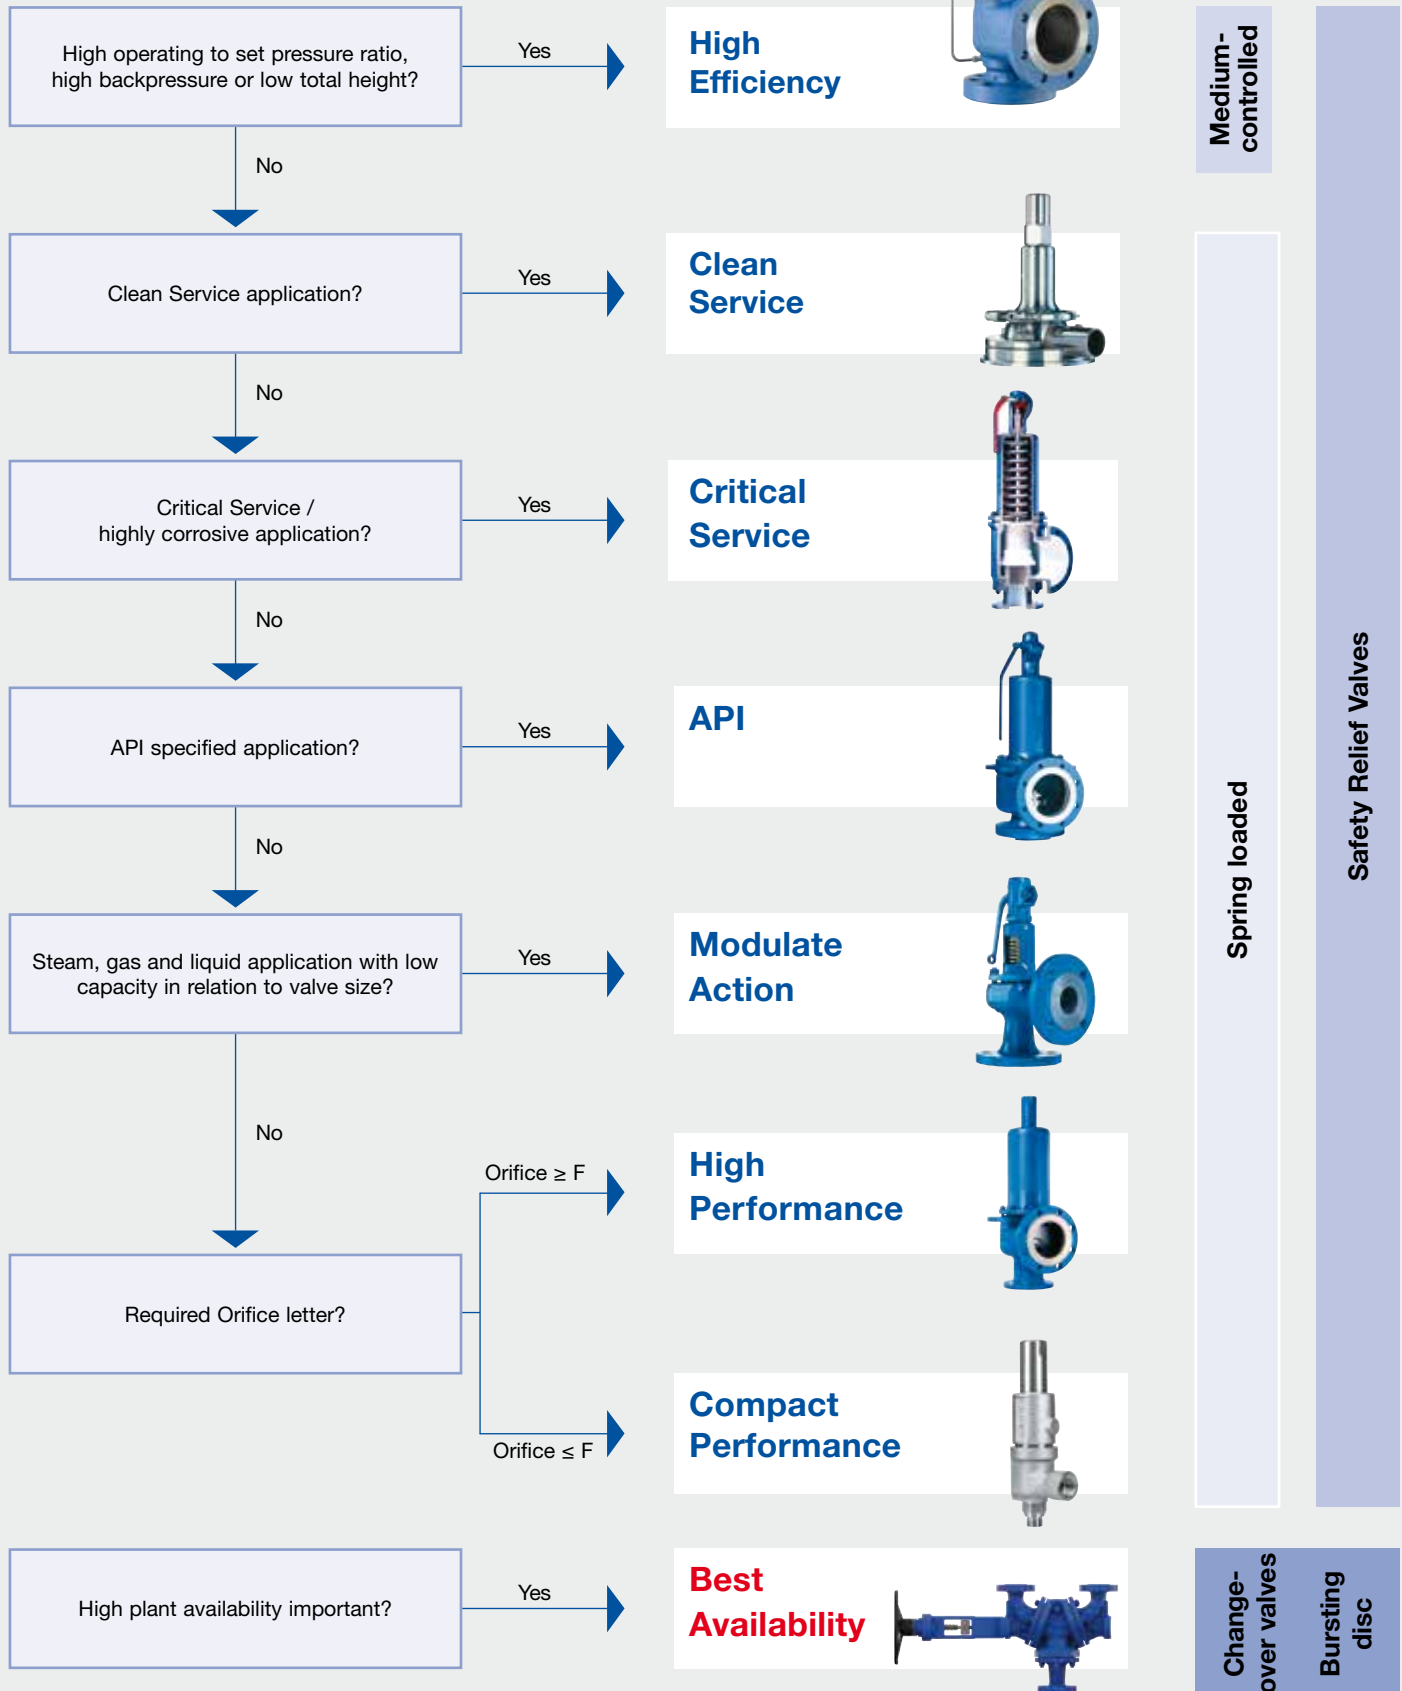 High operating to set pressure ratio,
high backpressure or low total height?
Yes
High
Efficiency
No
Clean Service application?
Yes
Clean
Service
No
Critical Service /
highly corrosive application?
Yes
Critical
Service
No
API specified application?
Yes
API
No
Steam, gas and liquid application with low
capacity in relation to valve size?
Yes
Modulate
Action
No
Required Orifice letter?
Orifice ≥ F
High
Performance
Orifice ≤ F
Compact
Performance
High plant availability important?
Yes
Best
Availability
Medium-
controlled
Spring loaded
Safety Relief Valves
Change-
over valves
Bursting
disc